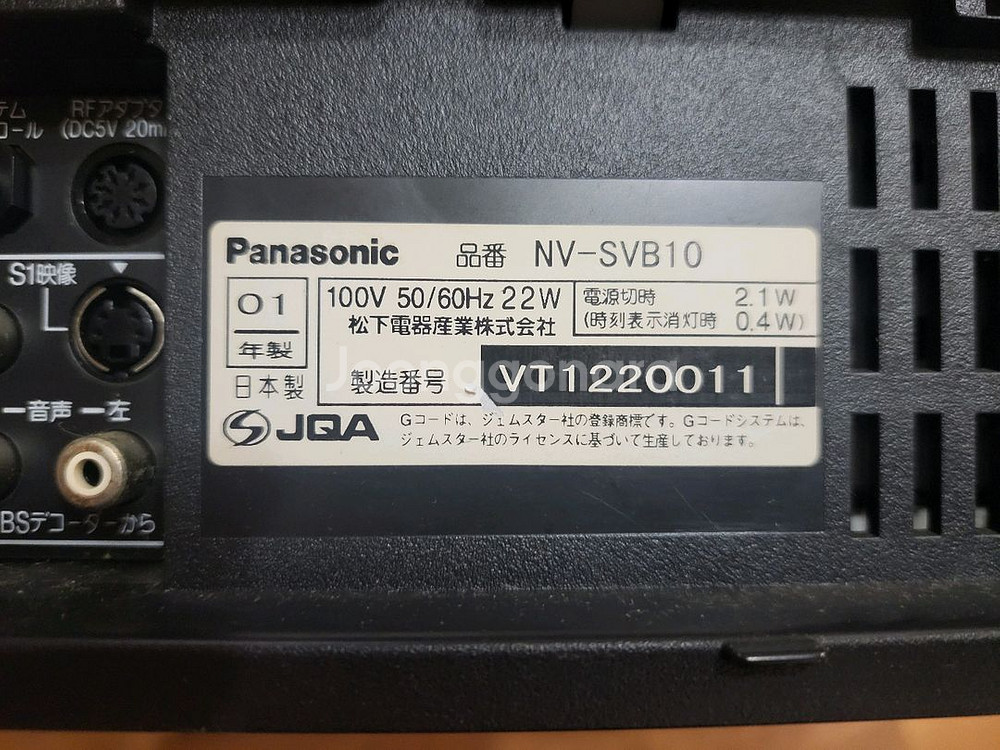 テム
コール
RFアダプタ
(DC5V 20m
S1映像
音声 左
BSデコーダーから
Panasonic 品番 NV-SVB10
01
年製
日本製
100V 50/60Hz 22W
松下電器産業株式会社
電源切時 2.1W
(時刻表示消灯時 0.4W)
製造番号 VT1220011
JQA
Gコードは、ジェムスター社の登録商標です。Gコードシステムは、
ジェムスター社のライセンスに基づいて生産しております。
Joonggonara